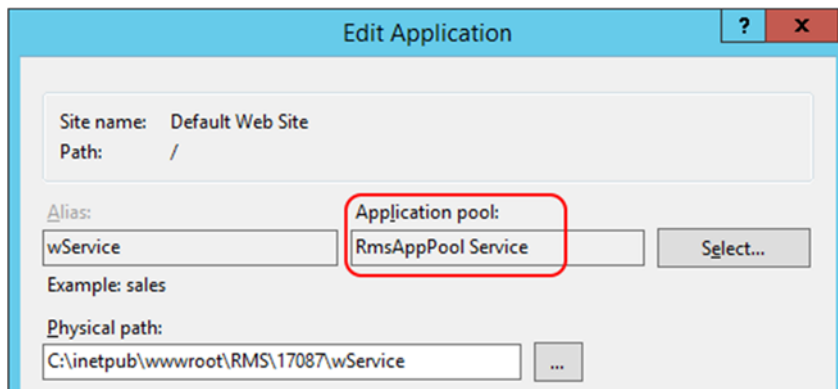 Edit Application
?
x
Site name: Default Web Site
Path: /
Alias:
Application pool:
wService
RmsAppPool Service
Select...
Example: sales
Physical path:
C:\inetpub\wwwroot\RMS\17087\wService
...